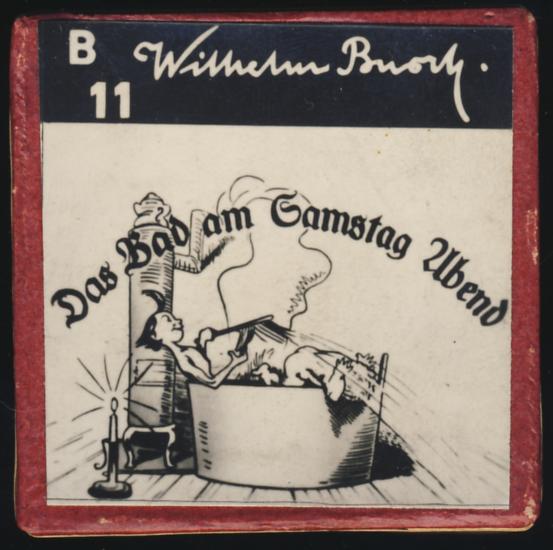 B
11
Wilhelm Busch.
Das Bad am Samstag Abend